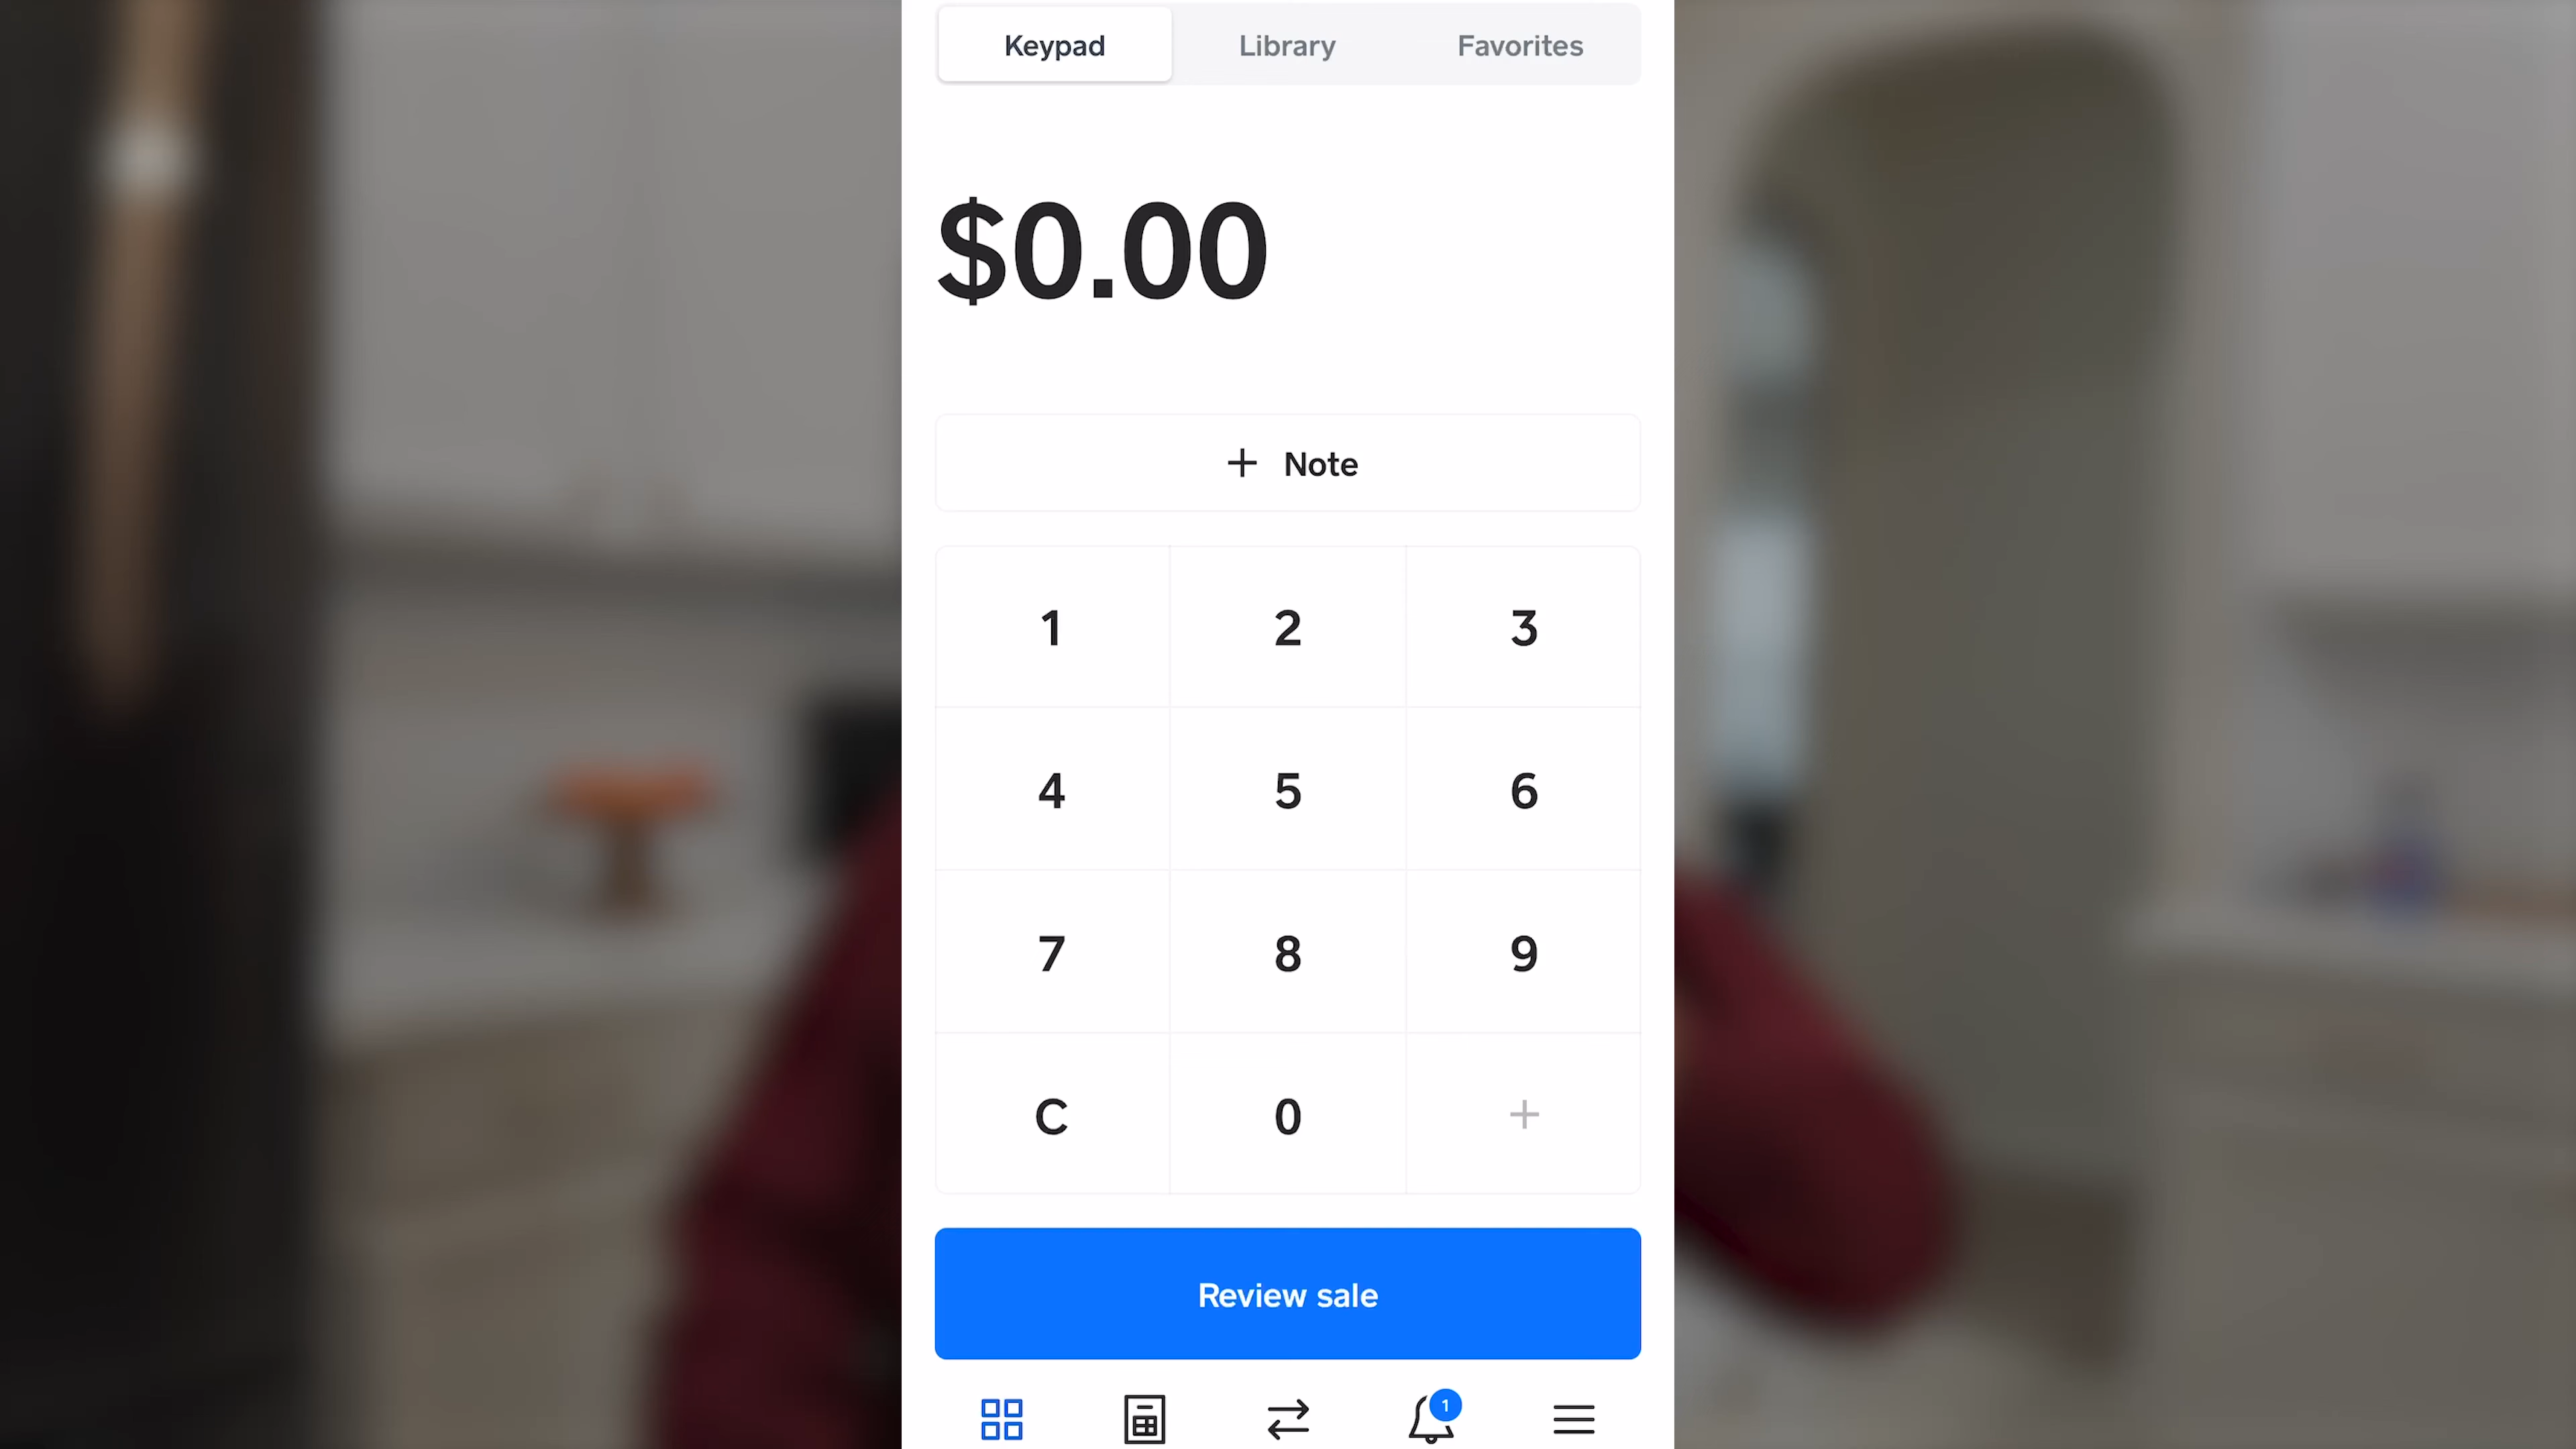 Keypad Library Favorites
$0.00
+ Note
1 2 3
4 5 6
7 8 9
C 0 +
Review sale
1